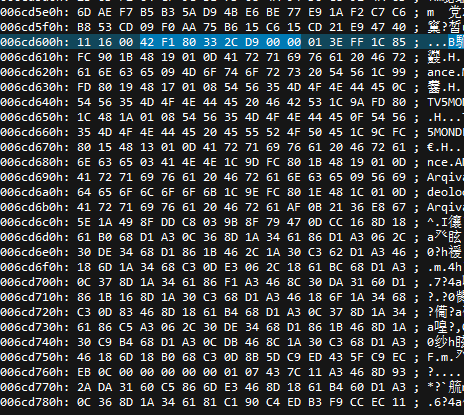 006cd5e0h: 6D AE F7 B5 B3 5A D9 4B E6 BE 77 E9 1A F2 C7 C6 ; m
006cd5f0h: B8 53 CD 09 F0 AA 75 B6 15 C6 15 CD 21 E9 47 40 ;
006cd600h: 11 16 00 42 F1 80 33 2C D9 00 00 01 3E FF 1C 85 ; ...B
006cd610h: FC 90 1B 48 13 01 0D 41 72 71 69 76 61 20 46 72 ; .H.
006cd620h: 61 6E 63 65 09 4D 6F 74 6F 72 73 20 54 56 1C 99 ; ance.M
006cd630h: FD 80 19 48 17 01 08 54 56 35 4D 4F 4E 44 45 0C ; .H.
006cd640h: 54 56 35 4D 4F 4E 44 45 20 46 42 53 1C 9A FD 80 ; TV5MON
006cd650h: 1C 48 1A 01 08 54 56 35 4D 4F 4E 44 45 0F 54 56 ; .H...T
006cd660h: 35 4D 4F 4E 44 45 20 45 55 52 4F 50 45 1C 9C FC ; 5MOND
006cd670h: 80 15 48 13 01 0D 41 72 71 69 76 61 20 46 72 61 ; €.H.
006cd680h: 6E 63 65 03 41 4E 4E 1C 9D FC 80 1B 48 19 01 0D ; nce.A
006cd690h: 41 72 71 69 76 61 20 46 72 61 6E 63 65 09 56 69 ; Arqiva
006cd6a0h: 64 65 6F 6C 6F 6F 6B 1C 9E FC 80 1E 48 1C 01 0D ; deoloo
006cd6b0h: 41 72 71 69 76 61 20 46 72 61 6E 63 65 0C 6D 61 ; Arqiva
006cd6c0h: 5E 1A 49 8F DD C8 03 9B 8F 79 47 0D CC 16 8D 18 ; ^.I
006cd6d0h: 61 B0 68 D1 A3 0C 36 8D 1A 34 61 86 D1 A3 06 2C ; a
006cd6e0h: 30 DE 34 68 D1 86 1B 46 2C 1A 30 C3 62 D1 A3 46 ; 0?h
006cd6f0h: 18 6D 1A 34 68 C3 0D E3 06 2C 18 61 BC 68 D1 A3 ; .m.4h
006cd700h: 0C 37 8D 1A 34 61 86 F1 A3 46 8C 30 DA 31 60 D1 ; .7?4a
006cd710h: 86 1B 16 8D 1A 30 C3 68 D1 A3 46 18 6F 1A 34 68 ; ?.?0
006cd720h: C3 0D 83 46 8D 18 61 B4 68 D1 A3 0C 37 8D 1A 34 ; ?a
006cd730h: 61 86 C5 A3 06 2C 30 DE 34 68 D1 86 1B 46 8D 1A ; a
006cd740h: 30 C9 B4 68 D1 A3 0C DB 46 8C 1A 30 C3 68 D1 A3 ; 0
006cd750h: 46 18 6D 18 B0 68 C3 0D 8B 5D C9 ED 43 5F C9 EC ; F.m.
006cd760h: EB 0C 00 00 00 00 01 07 43 7C 11 A3 46 8D 93 ;
006cd770h: 2A DA 31 60 C5 86 6D E3 46 8D 18 61 B4 68 D1 A3 ; *?
006cd780h: 0C 36 8D 1A 34 61 81 C1 90 C4 ED B4 F9 CC EC 11 ; .6?4a